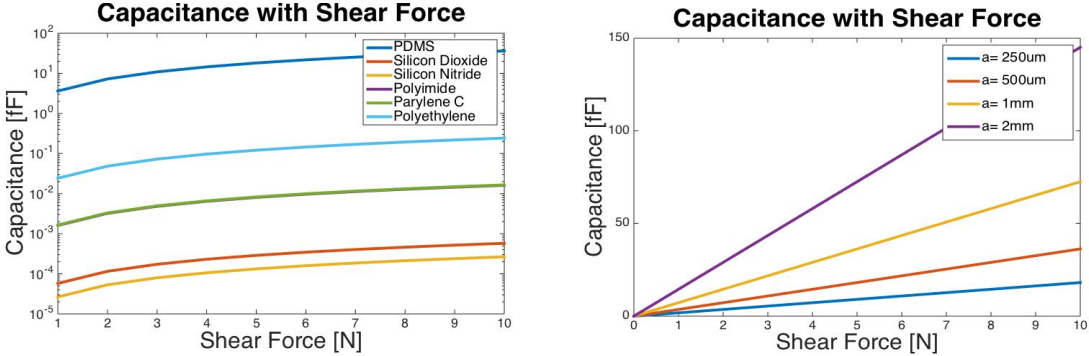 Capacitance with Shear Force
Capacitance [fF]
10^2
10^1
10^0
10^-1
10^-2
10^-3
10^-4
10^-5
PDMS
Silicon Dioxide
Silicon Nitride
Polyimide
Parylene C
Polyethylene
1 2 3 4 5 6 7 8 9 10
Shear Force [N]
Capacitance with Shear Force
Capacitance [fF]
150
100
50
0
a= 250um
a= 500um
a= 1mm
a= 2mm
0 1 2 3 4 5 6 7 8 9 10
Shear Force [N]